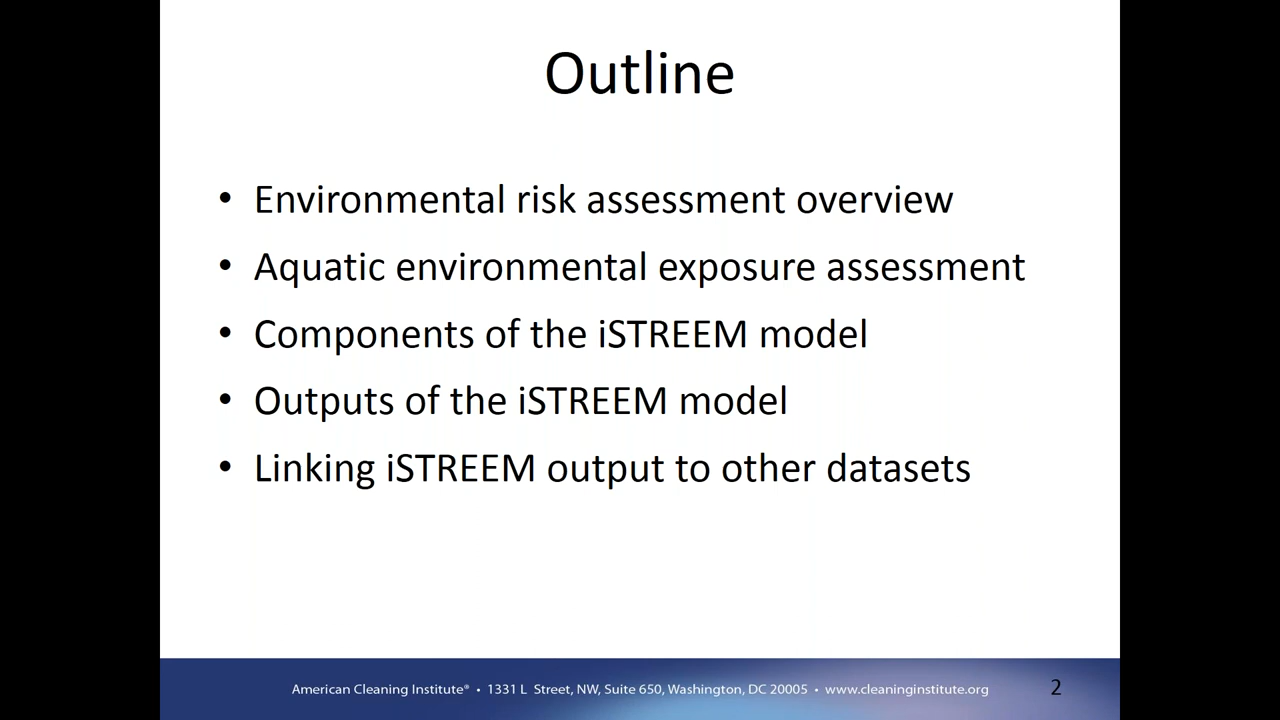 Outline
• Environmental risk assessment overview
• Aquatic environmental exposure assessment
• Components of the iSTREEM model
• Outputs of the iSTREEM model
• Linking iSTREEM output to other datasets
American Cleaning Institute® • 1331 L Street, NW, Suite 650, Washington, DC 20005 • www.cleaninginstitute.org 2